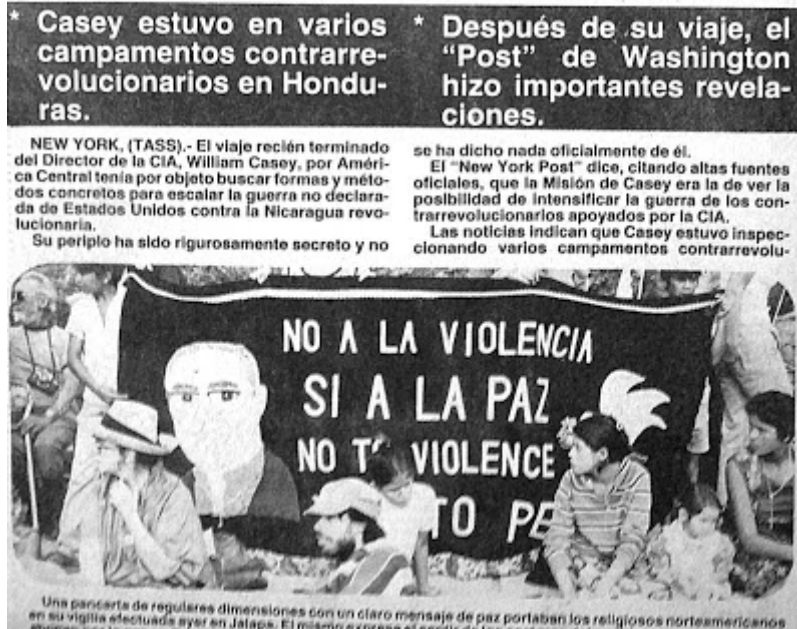 * Casey estuvo en varios
campamentos contrarre-
volucionarios en Hondu-
ras.
* Después de su viaje, el
"Post" de Washington
hizo importantes revela-
ciones.
NEW YORK, (TASS).- El viaje recién terminado
del Director de la CIA, William Casey, por Améri-
ca Central tenía por objeto buscar formas y méto-
dos concretos para escalar la guerra no declara-
da de Estados Unidos contra la Nicaragua revo-
lucionaria.
Su periplo ha sido rigurosamente secreto y no
se ha dicho nada oficialmente de él.
El "New York Post" dice, citando altas fuentes
oficiales, que la Misión de Casey era la de ver la
posibilidad de intensificar la guerra de los con-
trarrevolucionarios apoyados por la CIA.
Las noticias indican que Casey estuvo inspec-
cionando varios campamentos contrarrevolu-
NO A LA VIOLENCIA
SI A LA PAZ
NO VIOLENCE
TO PE
Una pancarta de regulares dimensiones con un claro mensaje de paz portaban los religiosos norteamericanos
en su vigilia efectuada ayer en Jalapa. El mismo